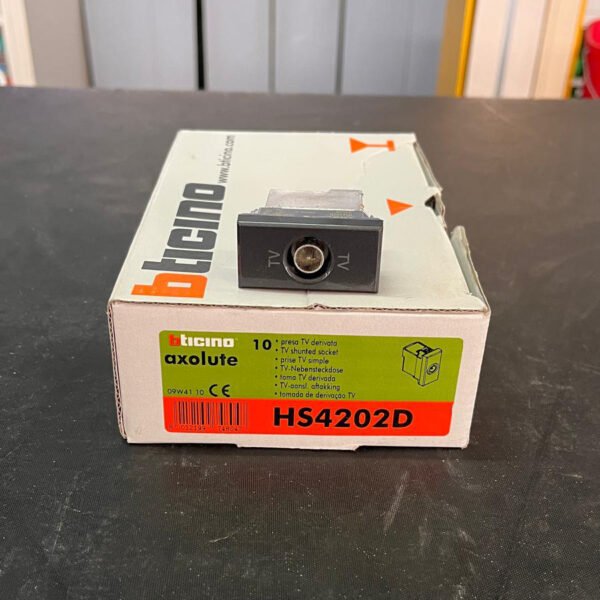 bticino
www.bticino.com
TV
TV
bticino
axolute
10
• presa TV derivata
• TV shunted socket
• prise TV simple
• TV-Nebensteckdose
• toma TV derivada
• TV-aansl. aftakking
• tomada de derivação TV
09W41 10 CE
HS4202D